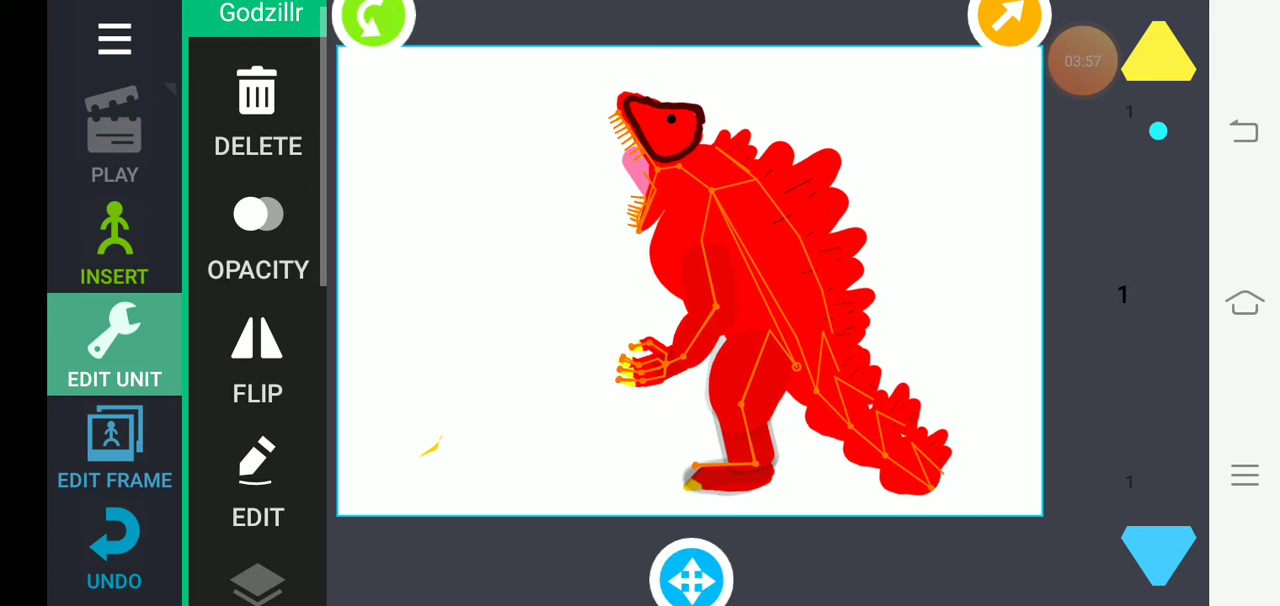 Godzillr
03:57
1
PLAY
DELETE
INSERT
OPACITY
1
EDIT UNIT
FLIP
EDIT FRAME
1
EDIT
UNDO